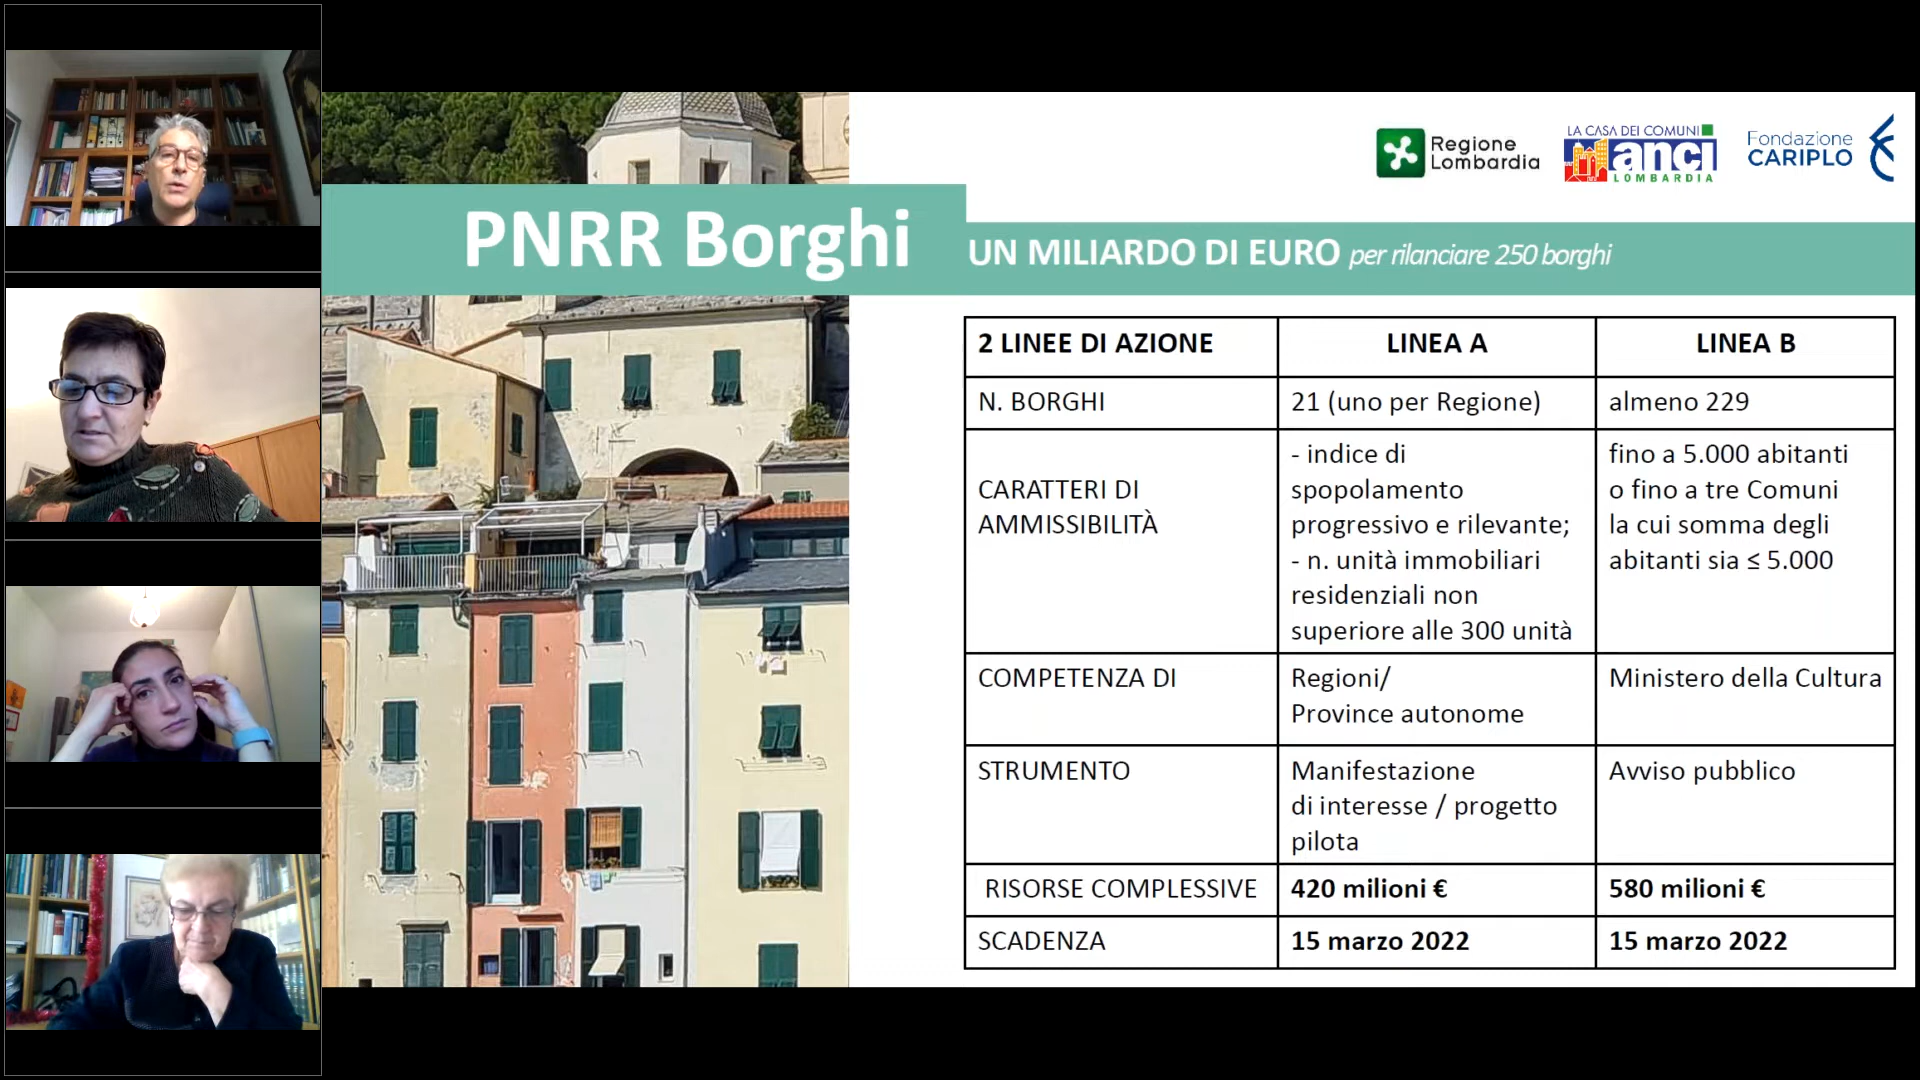 Regione
Lombardia
LA CASA DEI COMUNI
anci
LOMBARDIA
Fondazione
CARIPLO
PNRR Borghi
UN MILIARDO DI EURO per rilanciare 250 borghi
2 LINEE DI AZIONE
LINEA A
LINEA B
N. BORGHI
21 (uno per Regione)
almeno 229
CARATTERI DI
AMMISSIBILITÀ
- indice di
spopolamento
progressivo e rilevante;
- n. unità immobiliari
residenziali non
superiore alle 300 unità
fino a 5.000 abitanti
o fino a tre Comuni
la cui somma degli
abitanti sia ≤ 5.000
COMPETENZA DI
Regioni/
Province autonome
Ministero della Cultura
STRUMENTO
Manifestazione
di interesse / progetto
pilota
Avviso pubblico
RISORSE COMPLESSIVE
420 milioni €
580 milioni €
SCADENZA
15 marzo 2022
15 marzo 2022